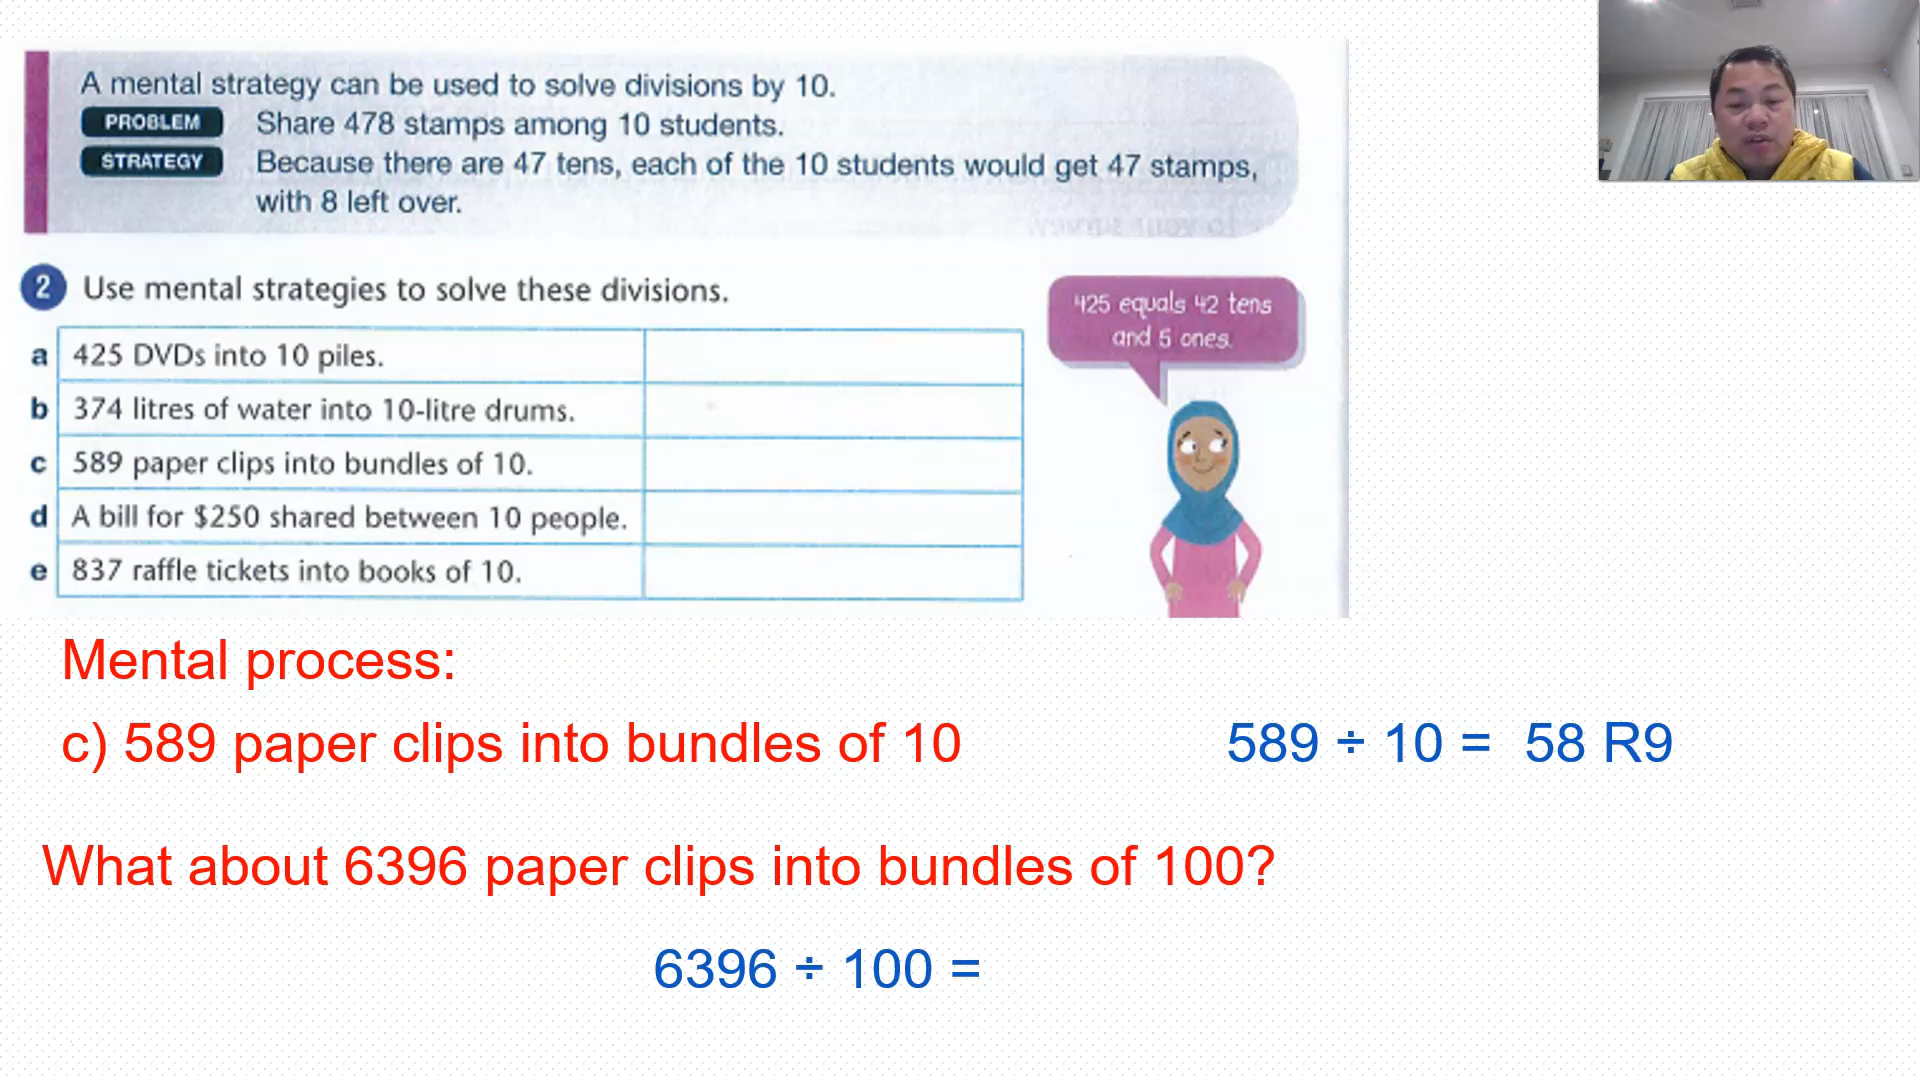 A mental strategy can be used to solve divisions by 10.
PROBLEM Share 478 stamps among 10 students.
STRATEGY Because there are 47 tens, each of the 10 students would get 47 stamps,
with 8 left over.
2 Use mental strategies to solve these divisions.
425 equals 42 tens
and 5 ones.
a 425 DVDs into 10 piles.
b 374 litres of water into 10-litre drums.
c 589 paper clips into bundles of 10.
d A bill for $250 shared between 10 people.
e 837 raffle tickets into books of 10.
Mental process:
c) 589 paper clips into bundles of 10
589 ÷ 10 = 58 R9
What about 6396 paper clips into bundles of 100?
6396 ÷ 100 =